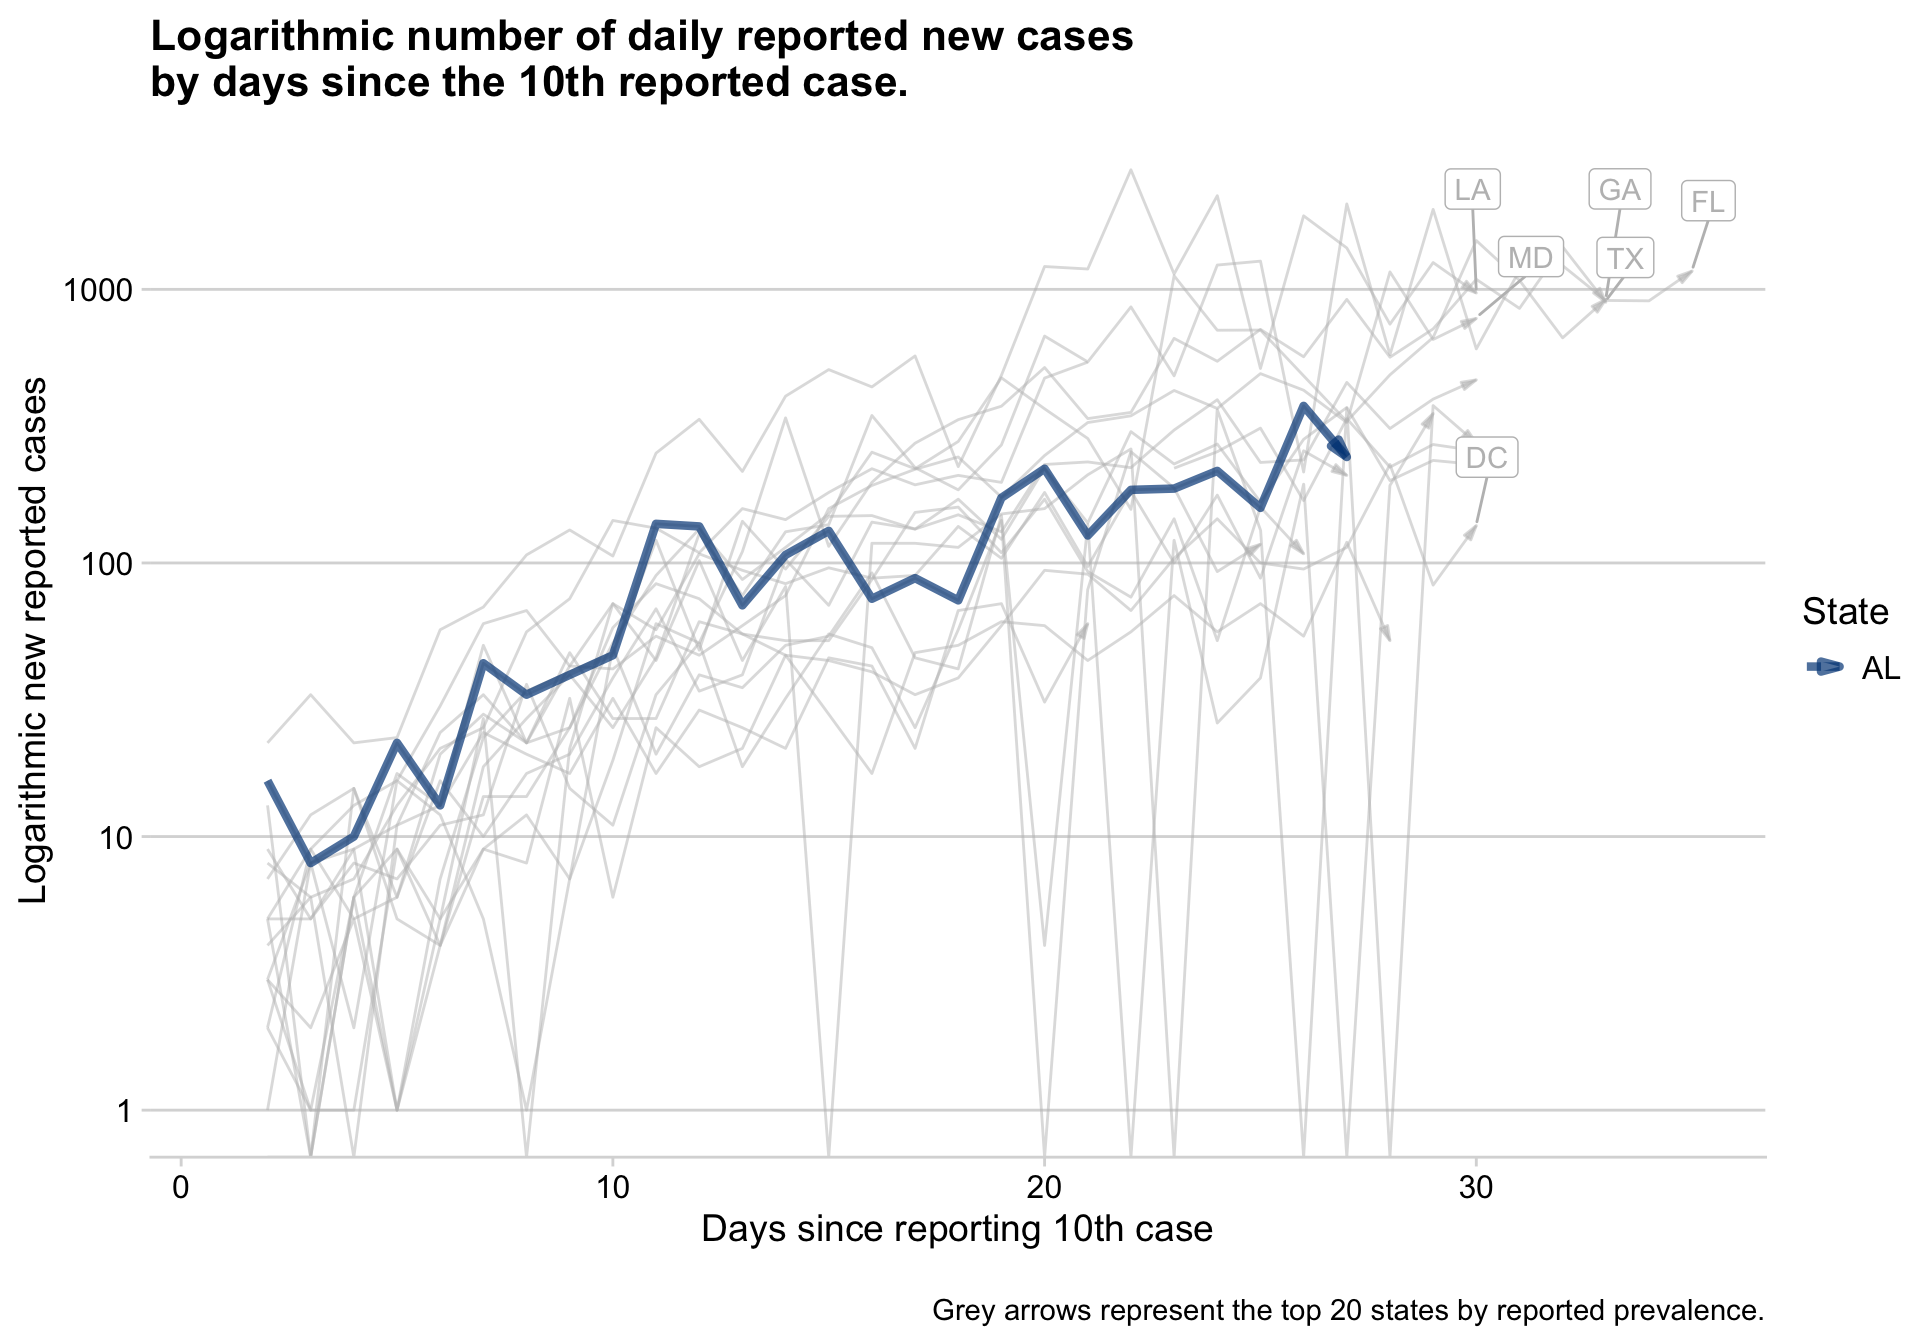 Logarithmic number of daily reported new cases
by days since the 10th reported case.
LA
GA
FL
MD
TX
DC
1000
100
10
1
0
10
20
30
Logarithmic new reported cases
Days since reporting 10th case
State
AL
Grey arrows represent the top 20 states by reported prevalence.